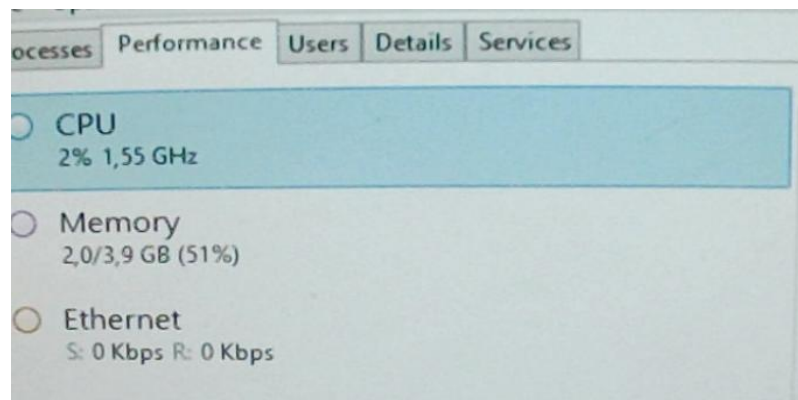 ocesses Performance Users Details Services
CPU
2% 1,55 GHz
Memory
2,0/3,9 GB (51%)
Ethernet
S: 0 Kbps R: 0 Kbps